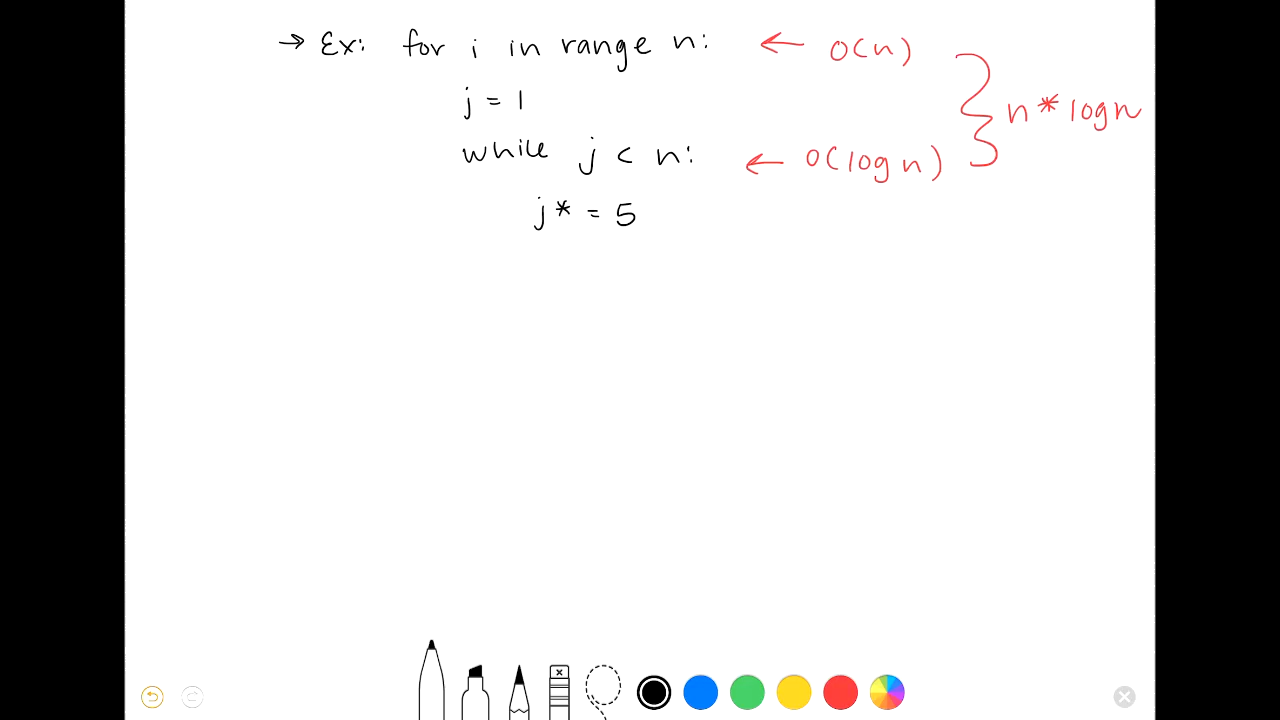 → Ex: for i in range n: ← O(n)
j = 1
} n * log n
while j < n: ← O(log n)
j* = 5